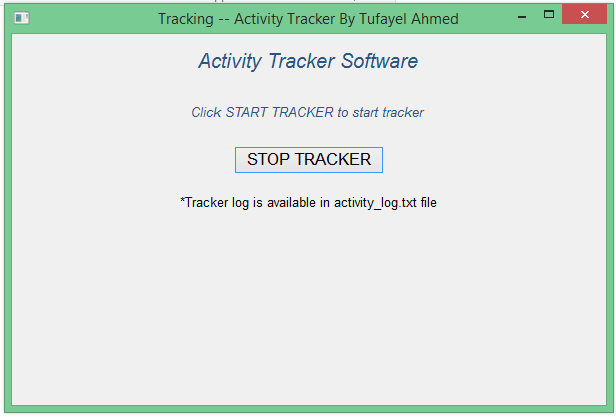 Tracking -- Activity Tracker By Tufayel Ahmed
Activity Tracker Software
Click START TRACKER to start tracker
STOP TRACKER
*Tracker log is available in activity_log.txt file